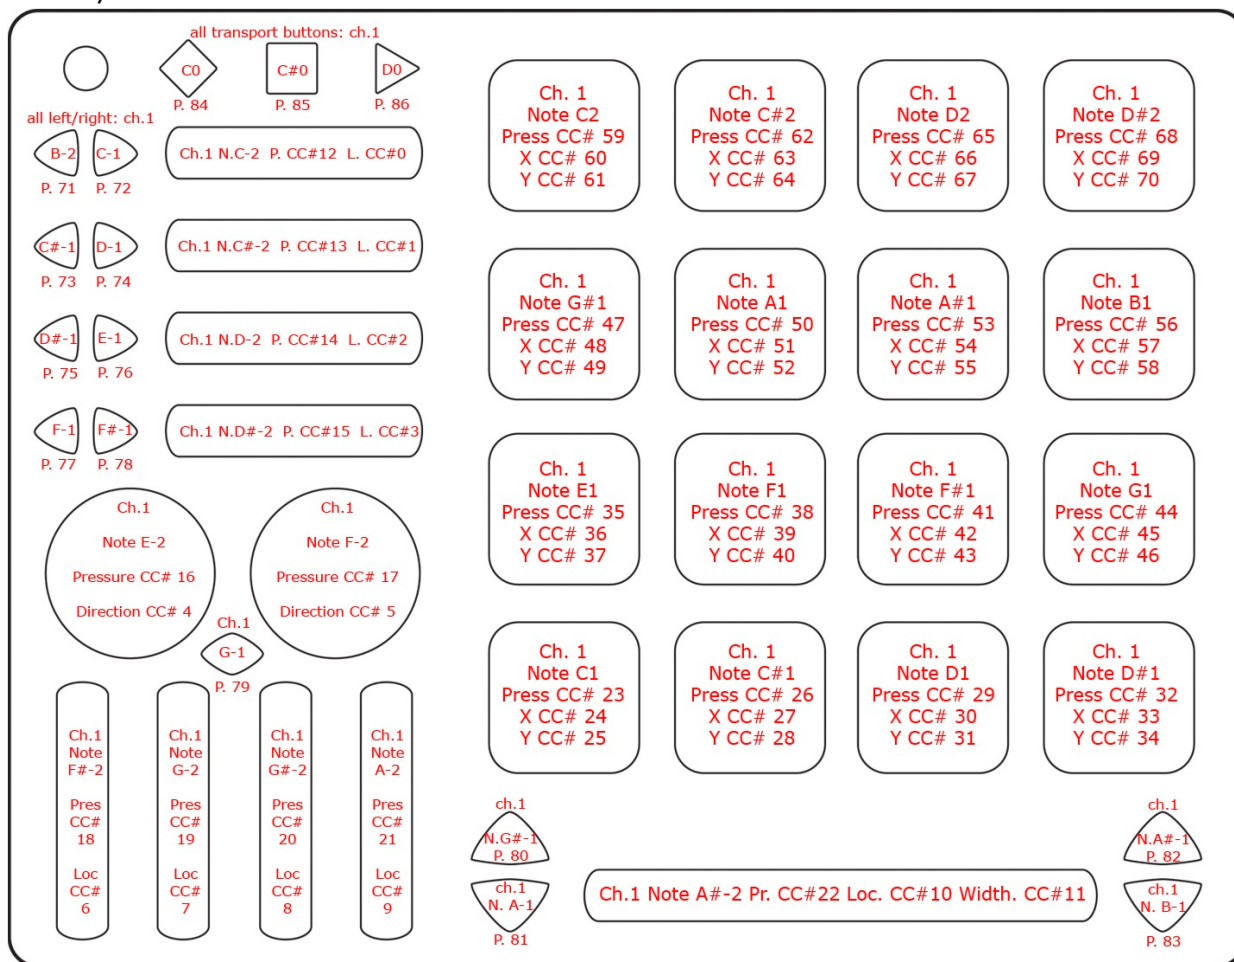 all transport buttons: ch.1
C0
C#0
D0
P. 84
P. 85
P. 86
all left/right: ch.1
B-2
C-1
P. 71
P. 72
Ch.1 N.C-2 P. CC#12 L. CC#0
C#-1
D-1
P. 73
P. 74
Ch.1 N.C#-2 P. CC#13 L. CC#1
D#-1
E-1
P. 75
P. 76
Ch.1 N.D-2 P. CC#14 L. CC#2
F-1
F#-1
P. 77
P. 78
Ch.1 N.D#-2 P. CC#15 L. CC#3
Ch.1
Note E-2
Pressure CC# 16
Direction CC# 4
Ch.1
Note F-2
Pressure CC# 17
Direction CC# 5
Ch.1
G-1
P. 79
Ch.1
Note
F#-2
Pres
CC#
18
Loc
CC#
6
Ch.1
Note
G-2
Pres
CC#
19
Loc
CC#
7
Ch.1
Note
G#-2
Pres
CC#
20
Loc
CC#
8
Ch.1
Note
A-2
Pres
CC#
21
Loc
CC#
9
Ch. 1
Note C2
Press CC# 59
X CC# 60
Y CC# 61
Ch. 1
Note C#2
Press CC# 62
X CC# 63
Y CC# 64
Ch. 1
Note D2
Press CC# 65
X CC# 66
Y CC# 67
Ch. 1
Note D#2
Press CC# 68
X CC# 69
Y CC# 70
Ch. 1
Note G#1
Press CC# 47
X CC# 48
Y CC# 49
Ch. 1
Note A1
Press CC# 50
X CC# 51
Y CC# 52
Ch. 1
Note A#1
Press CC# 53
X CC# 54
Y CC# 55
Ch. 1
Note B1
Press CC# 56
X CC# 57
Y CC# 58
Ch. 1
Note E1
Press CC# 35
X CC# 36
Y CC# 37
Ch. 1
Note F1
Press CC# 38
X CC# 39
Y CC# 40
Ch. 1
Note F#1
Press CC# 41
X CC# 42
Y CC# 43
Ch. 1
Note G1
Press CC# 44
X CC# 45
Y CC# 46
Ch. 1
Note C1
Press CC# 23
X CC# 24
Y CC# 25
Ch. 1
Note C#1
Press CC# 26
X CC# 27
Y CC# 28
Ch. 1
Note D1
Press CC# 29
X CC# 30
Y CC# 31
Ch. 1
Note D#1
Press CC# 32
X CC# 33
Y CC# 34
ch.1
N.G#-1
P. 80
ch.1
N. A-1
P. 81
Ch.1 Note A#-2 Pr. CC#22 Loc. CC#10 Width. CC#11
ch.1
N.A#-1
P. 82
ch.1
N. B-1
P. 83